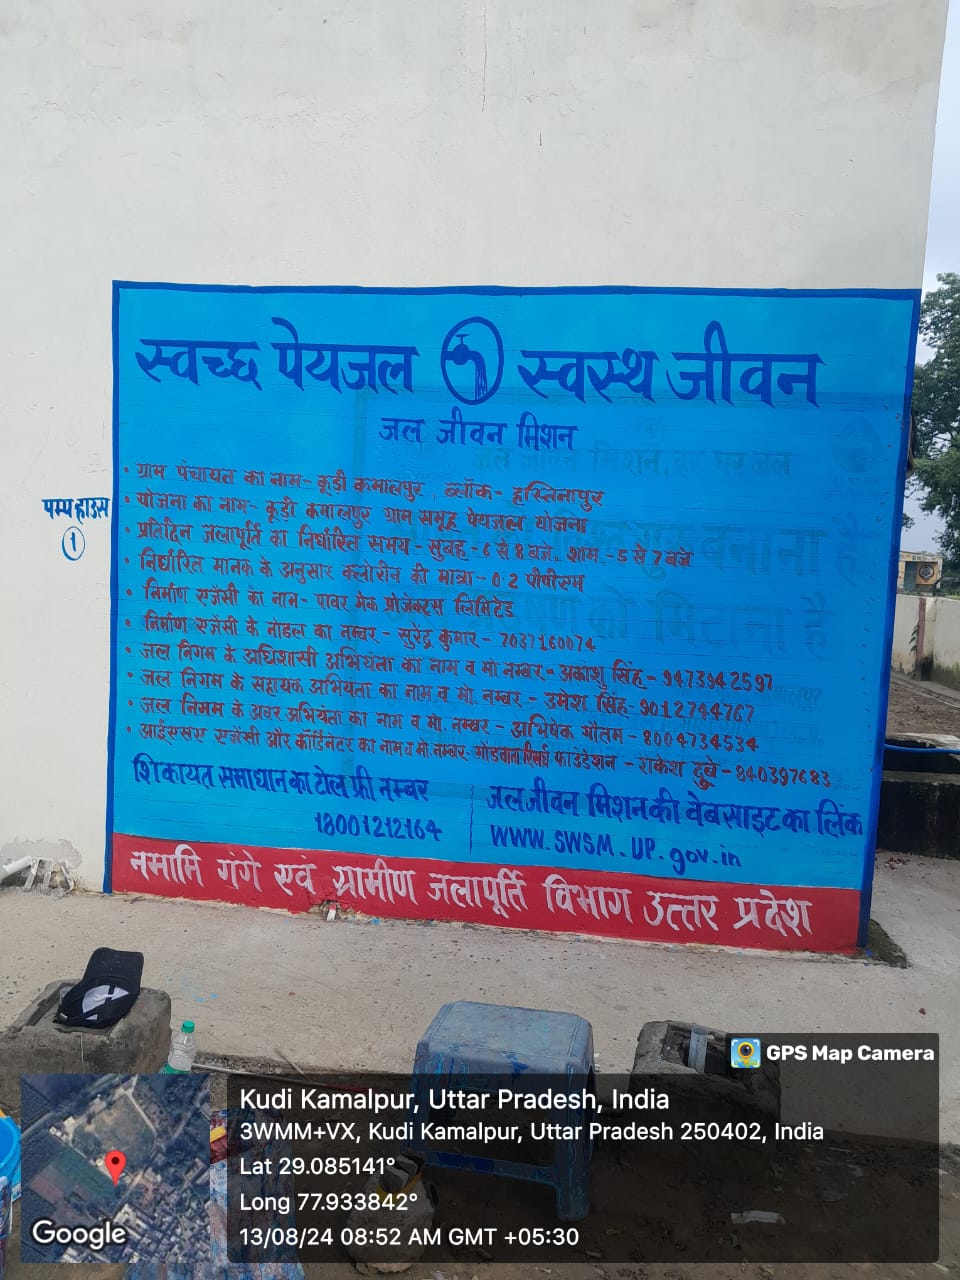 स्वच्छ पेयजल स्वस्थ जीवन
जल जीवन मिशन
• ग्राम पंचायत का नाम- कूड़ी कमालपुर, ब्लॉक- हस्तिनापुर
• योजना का नाम- कूड़ी कमालपुर ग्राम समूह पेयजल योजना
• प्रतिदिन जलापूर्ति का निर्धारित समय- सुबह-6 से 8 बजे, शाम-5 से 7 बजे
• निर्धारित मानक के अनुसार क्लोरीन की मात्रा-0.2 पीपीएम
• निर्माण एजेंसी का नाम- पावर मेक प्रोजेक्ट्स लिमिटेड
• निर्माण एजेंसी के नोडल का नम्बर- सुरेंद्र कुमार- 7037160074
• जल निगम के अधिशासी अभियंता का नाम व मो नम्बर- अकांशु सिंह- 9473942597
• जल निगम के सहायक अभियंता का नाम व मो. नम्बर- उमेश सिंह- 9012744767
• जल निगम के अवर अभियंता का नाम व मो. नम्बर- अभिषेक गौतम- 8004734534
• आईएसए एजेंसी और कॉर्डिनेटर का नाम व मो नम्बर- गोंडवाना रिसर्च फाउंडेशन- राकेश दुबे- 840397683
शिकायत समाधान का टोल फ्री नम्बर
18001212164
जल जीवन मिशन की वेबसाइट का लिंक
www.swsm.up.gov.in
नमामि गंगे एवं ग्रामीण जलापूर्ति विभाग उत्तर प्रदेश
पम्प हाउस
1
GPS Map Camera
Kudi Kamalpur, Uttar Pradesh, India
3WMM+VX, Kudi Kamalpur, Uttar Pradesh 250402, India
Lat 29.085141°
Long 77.933842°
13/08/24 08:52 AM GMT +05:30
Google